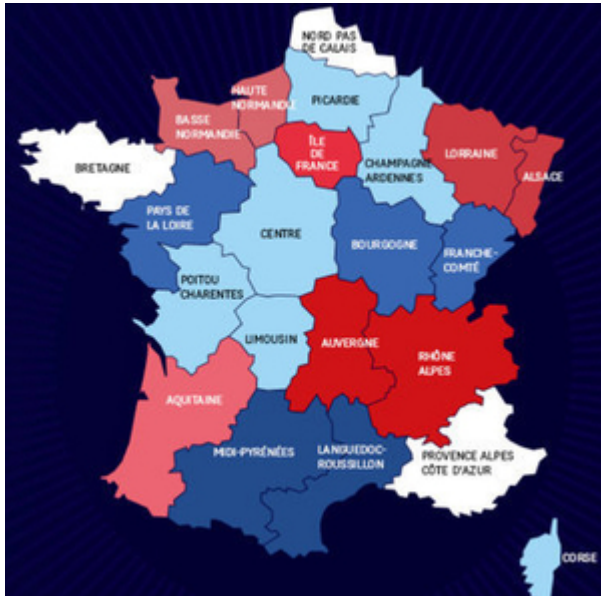 NORD PAS
DE CALAIS
HAUTE
NORMANDIE
PICARDIE
BASSE
NORMANDIE
ÎLE
DE
FRANCE
CHAMPAGNE
ARDENNES
LORRAINE
ALSACE
BRETAGNE
PAYS DE
LA LOIRE
CENTRE
BOURGOGNE
FRANCHE-
COMTÉ
POITOU
CHARENTES
LIMOUSIN
AUVERGNE
RHÔNE
ALPES
AQUITAINE
MIDI-PYRÉNÉES
LANGUEDOC-
ROUSSILLON
PROVENCE ALPES
CÔTE D'AZUR
CORSE